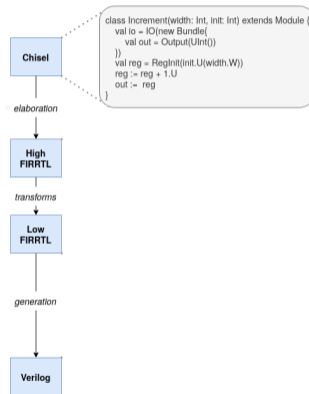 class Increment(width: Int, init: Int) extends Module {
val io = IO(new Bundle{
val out = Output(UInt())
})
val reg = RegInit(init.U(width.W))
reg := reg + 1.U
out := reg
}
Chisel
elaboration
High
FIRRTL
transforms
Low
FIRRTL
generation
Verilog